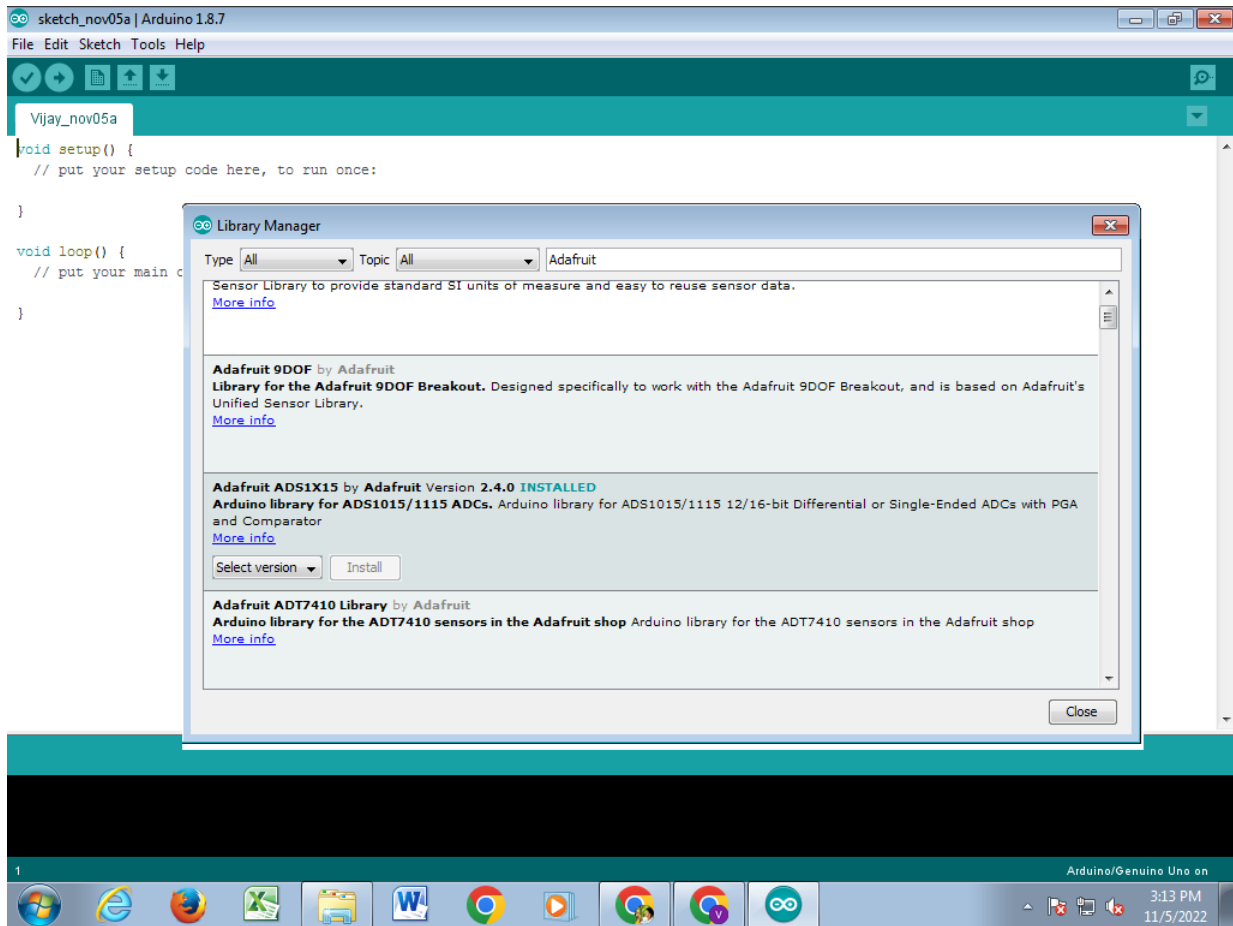 sketch_nov05a | Arduino 1.8.7
File Edit Sketch Tools Help
Vijay_nov05a
void setup() {
// put your setup code here, to run once:
}
void loop() {
// put your main c
}
Library Manager
Type All Topic All Adafruit
Sensor Library to provide standard SI units of measure and easy to reuse sensor data.
More info
Adafruit 9DOF by Adafruit
Library for the Adafruit 9DOF Breakout. Designed specifically to work with the Adafruit 9DOF Breakout, and is based on Adafruit's
Unified Sensor Library.
More info
Adafruit ADS1X15 by Adafruit Version 2.4.0 INSTALLED
Arduino library for ADS1015/1115 ADCs. Arduino library for ADS1015/1115 12/16-bit Differential or Single-Ended ADCs with PGA
and Comparator
More info
Select version Install
Adafruit ADT7410 Library by Adafruit
Arduino library for the ADT7410 sensors in the Adafruit shop Arduino library for the ADT7410 sensors in the Adafruit shop
More info
Close
1 Arduino/Genuino Uno on
3:13 PM
11/5/2022